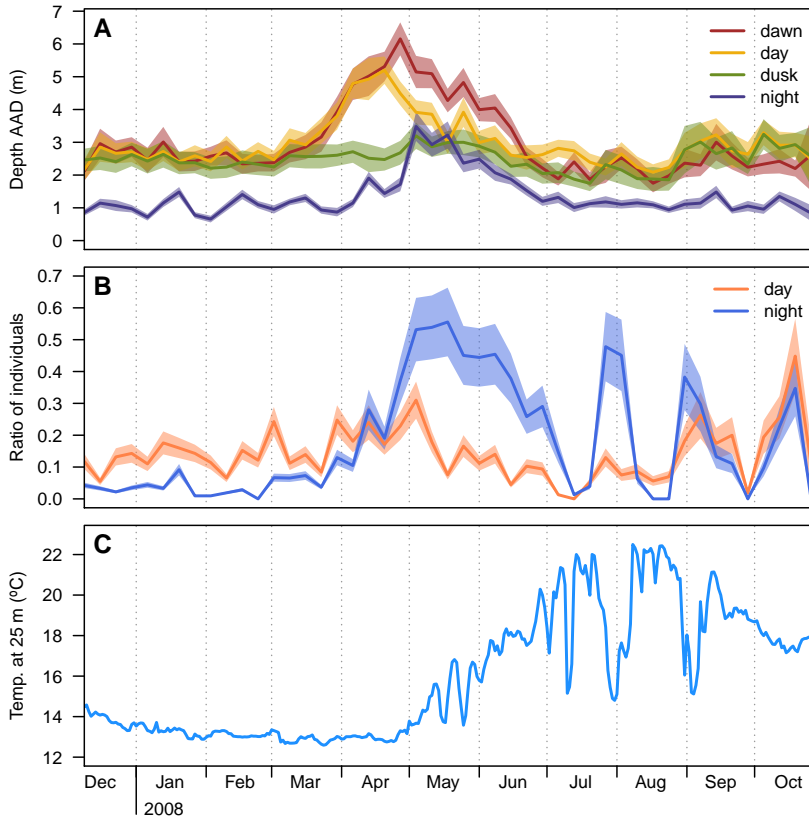 A
Depth AAD (m)
7
6
5
4
3
2
1
0
dawn
day
dusk
night
B
Ratio of individuals
0.7
0.6
0.5
0.4
0.3
0.2
0.1
0.0
day
night
C
Temp. at 25 m (ºC)
22
20
18
16
14
12
Dec Jan Feb Mar Apr May Jun Jul Aug Sep Oct
2008